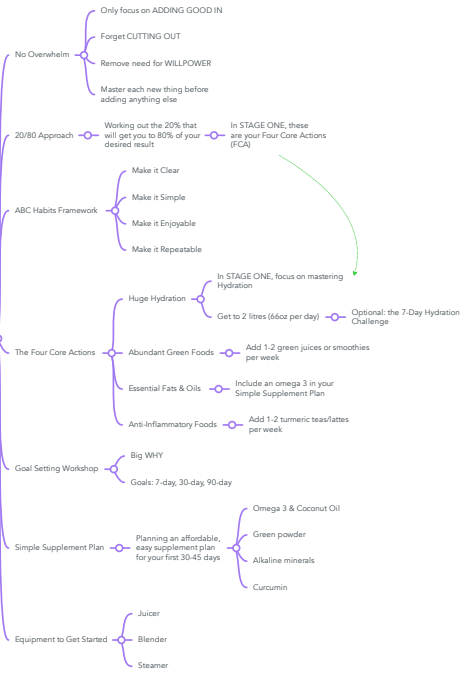 No Overwhelm
Only focus on ADDING GOOD IN
Forget CUTTING OUT
Remove need for WILLPOWER
Master each new thing before
adding anything else
20/80 Approach
Working out the 20% that
will get you to 80% of your
desired result
In STAGE ONE, these
are your Four Core Actions
(FCA)
ABC Habits Framework
Make it Clear
Make it Simple
Make it Enjoyable
Make it Repeatable
The Four Core Actions
Huge Hydration
In STAGE ONE, focus on mastering
Hydration
Get to 2 litres (66oz per day)
Optional: the 7-Day Hydration
Challenge
Abundant Green Foods
Add 1-2 green juices or smoothies
per week
Essential Fats & Oils
Include an omega 3 in your
Simple Supplement Plan
Anti-Inflammatory Foods
Add 1-2 turmeric teas/lattes
per week
Goal Setting Workshop
Big WHY
Goals: 7-day, 30-day, 90-day
Simple Supplement Plan
Planning an affordable,
easy supplement plan
for your first 30-45 days
Omega 3 & Coconut Oil
Green powder
Alkaline minerals
Curcumin
Equipment to Get Started
Juicer
Blender
Steamer